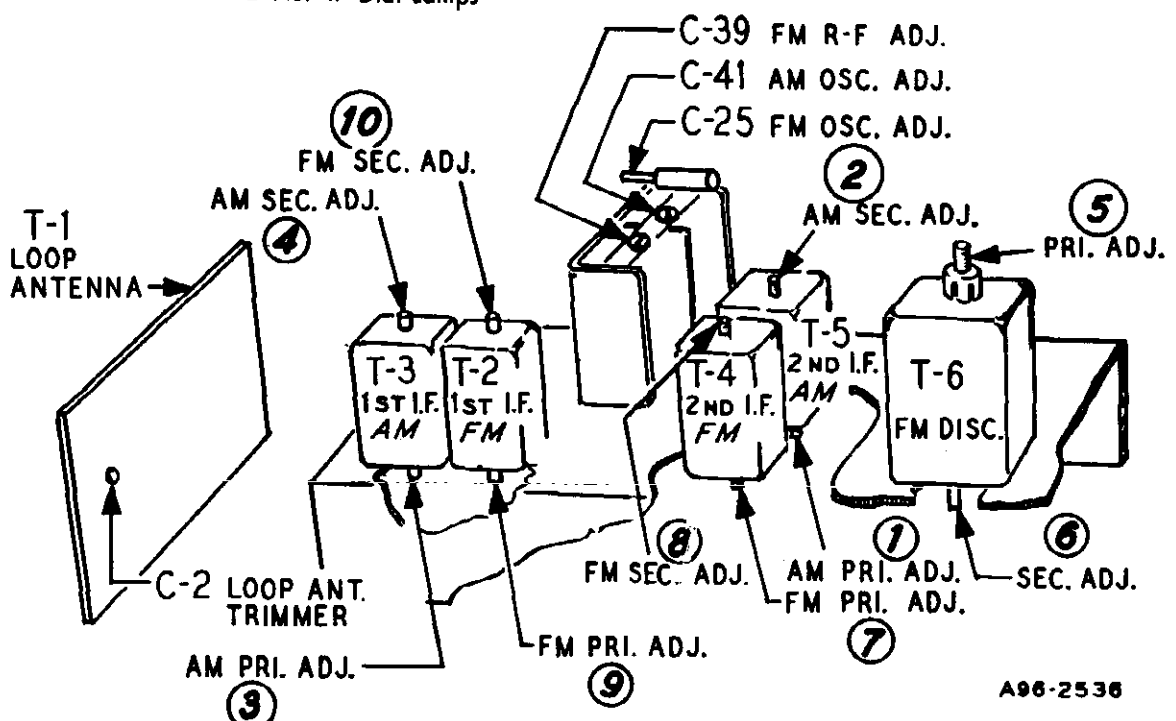 Dial Lamps
C-39 FM R-F ADJ.
C-41 AM OSC. ADJ.
C-25 FM OSC. ADJ.
10
FM SEC. ADJ.
2
AM SEC. ADJ.
AM SEC. ADJ.
4
5
PRI. ADJ.
T-1
LOOP
ANTENNA
T-3
1ST I.F.
AM
T-2
1ST I.F.
FM
T-4
2ND I.F.
FM
T-5
2ND I.F.
AM
T-6
FM DISC.
8
FM SEC. ADJ.
1
AM PRI. ADJ.
FM PRI. ADJ.
7
6
SEC. ADJ.
C-2 LOOP ANT.
TRIMMER
AM PRI. ADJ.
3
FM PRI. ADJ.
9
A96-2536